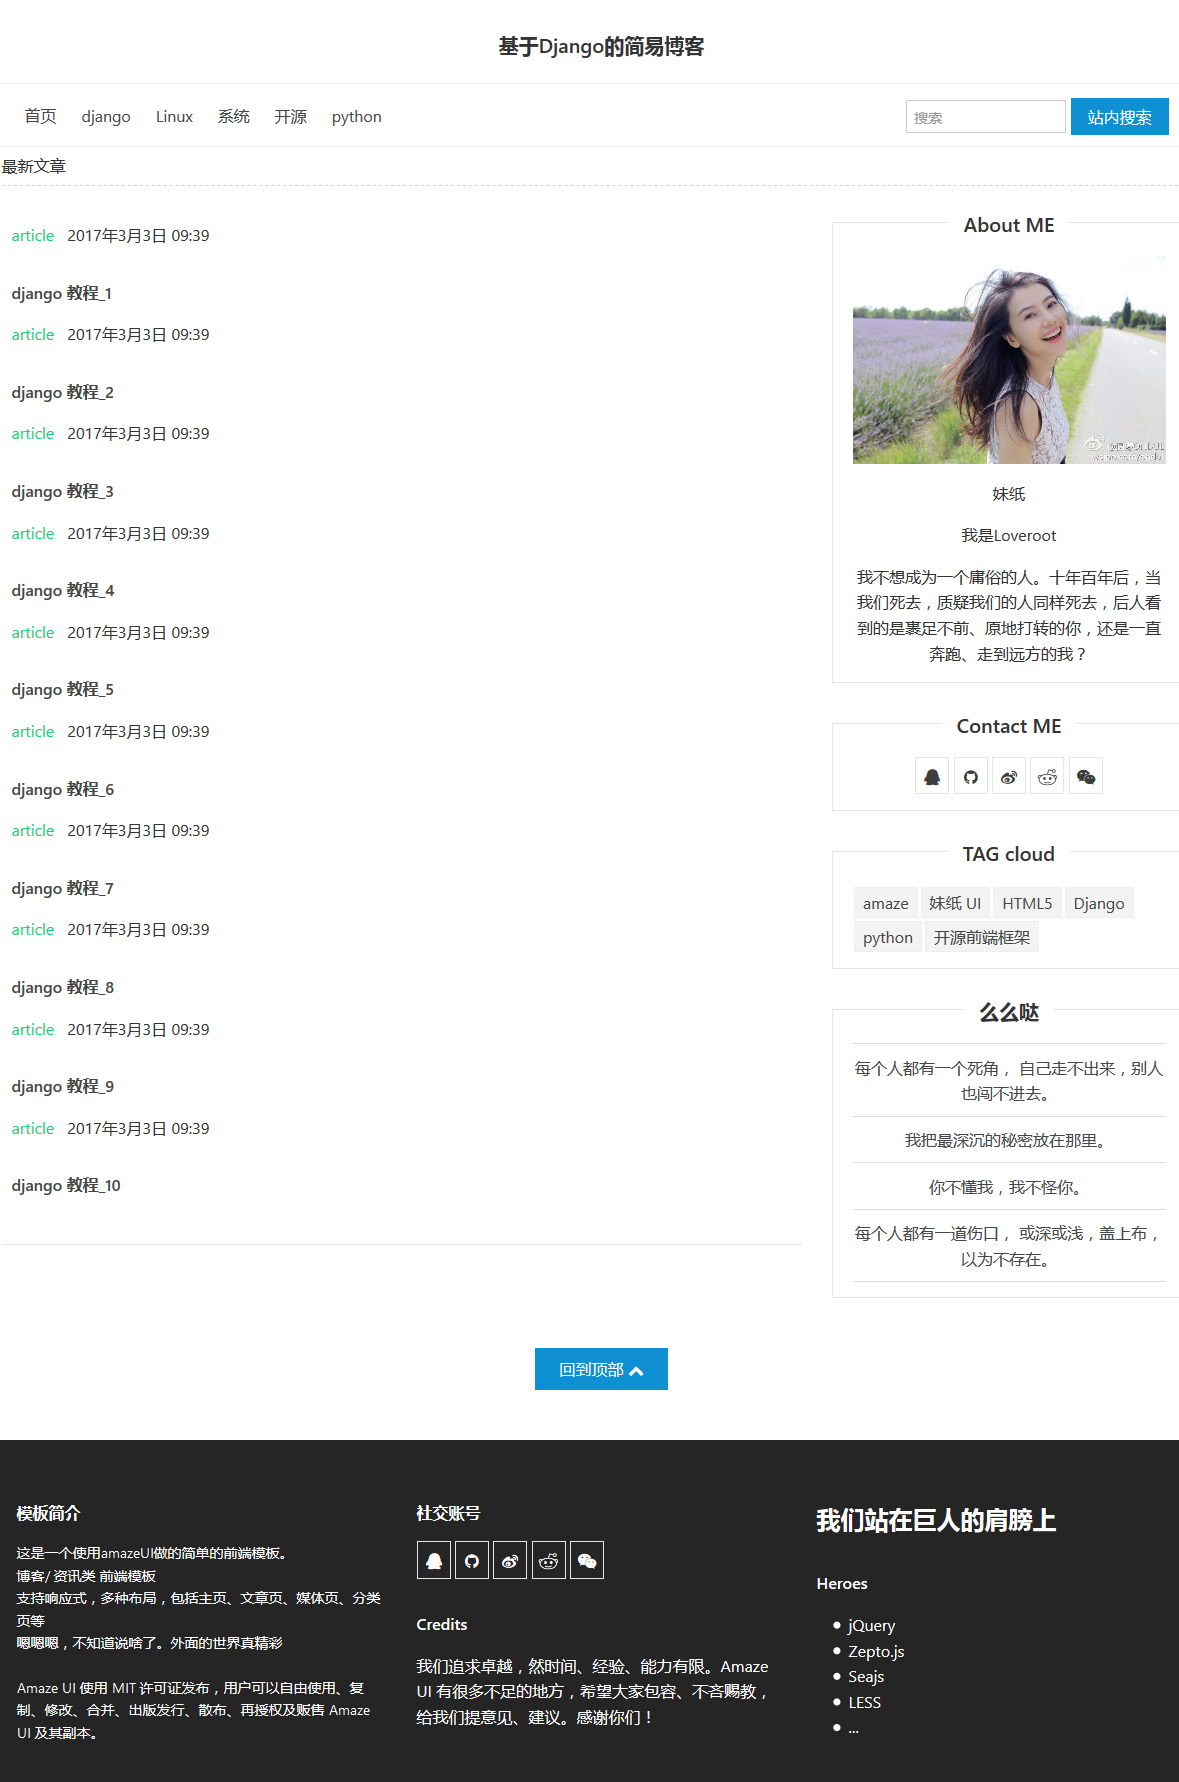 基于Django的简易博客
首页 django Linux 系统 开源 python 搜索 站内搜索
最新文章
article 2017年3月3日 09:39
django 教程_1
article 2017年3月3日 09:39
django 教程_2
article 2017年3月3日 09:39
django 教程_3
article 2017年3月3日 09:39
django 教程_4
article 2017年3月3日 09:39
django 教程_5
article 2017年3月3日 09:39
django 教程_6
article 2017年3月3日 09:39
django 教程_7
article 2017年3月3日 09:39
django 教程_8
article 2017年3月3日 09:39
django 教程_9
article 2017年3月3日 09:39
django 教程_10
About ME
妹纸
我是Loveroot
我不想成为一个庸俗的人。十年百年后，当
我们死去，质疑我们的人同样死去，后人看
到的是裹足不前、原地打转的你，还是一直
奔跑、走到远方的我？
Contact ME
TAG cloud
amaze 妹纸 UI HTML5 Django
python 开源前端框架
么么哒
每个人都有一个死角， 自己走不出来，别人
也闯不进去。
我把最深沉的秘密放在那里。
你不懂我，我不怪你。
每个人都有一道伤口， 或深或浅，盖上布，
以为不存在。
回到顶部
模板简介
这是一个使用amazeUI做的简单的前端模板。
博客/ 资讯类 前端模板
支持响应式，多种布局，包括主页、文章页、媒体页、分类
页等
嗯嗯嗯，不知道说啥了。外面的世界真精彩
Amaze UI 使用 MIT 许可证发布，用户可以自由使用、复
制、修改、合并、出版发行、散布、再授权及贩售 Amaze
UI 及其副本。
社交账号
Credits
我们追求卓越，然时间、经验、能力有限。Amaze
UI 有很多不足的地方，希望大家包容、不吝赐教，
给我们提意见、建议。感谢你们！
我们站在巨人的肩膀上
Heroes
jQuery
Zepto.js
Seajs
LESS
...